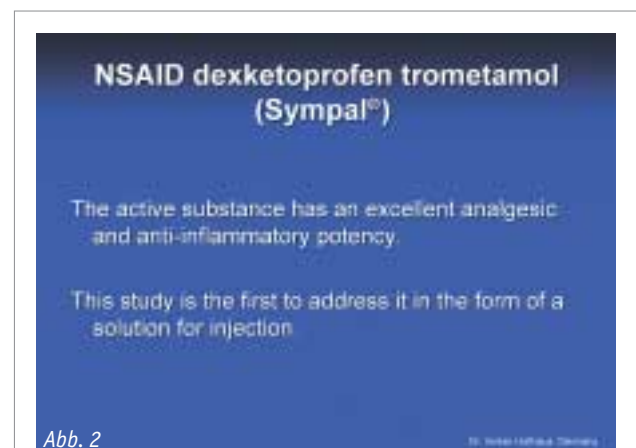 NSAID dexketoprofen trometamol
(Sympal®)
The active substance has an excellent analgesic
and anti-inflammatory potency.
This study is the first to address it in the form of a
solution for injection
Abb. 2
Germany